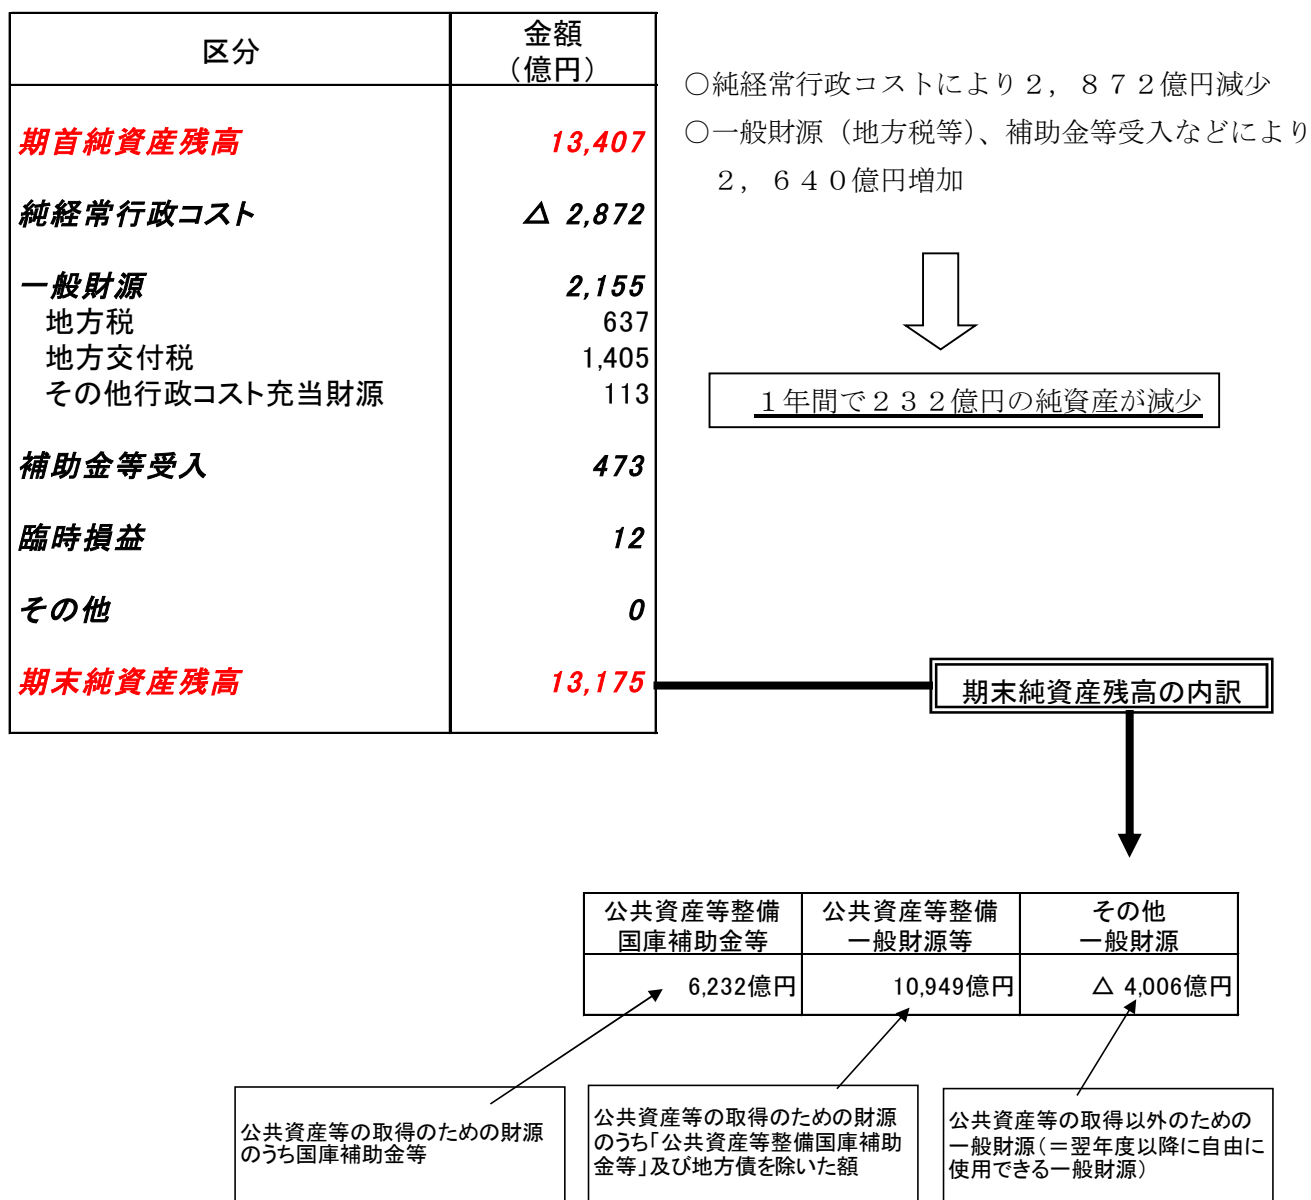 区分
金額
（億円）
期首純資産残高 13,407
純経常行政コスト △ 2,872
一般財源 2,155
地方税 637
地方交付税 1,405
その他行政コスト充当財源 113
補助金等受入 473
臨時損益 12
その他 0
期末純資産残高 13,175
○純経常行政コストにより２，８７２億円減少
○一般財源（地方税等）、補助金等受入などにより
２，６４０億円増加
１年間で２３２億円の純資産が減少
期末純資産残高の内訳
公共資産等整備
国庫補助金等
公共資産等整備
一般財源等
その他
一般財源
6,232億円 10,949億円 △ 4,006億円
公共資産等の取得のための財源
のうち国庫補助金等
公共資産等の取得のための財源
のうち「公共資産等整備国庫補助
金等」及び地方債を除いた額
公共資産等の取得以外のための
一般財源（＝翌年度以降に自由に
使用できる一般財源）